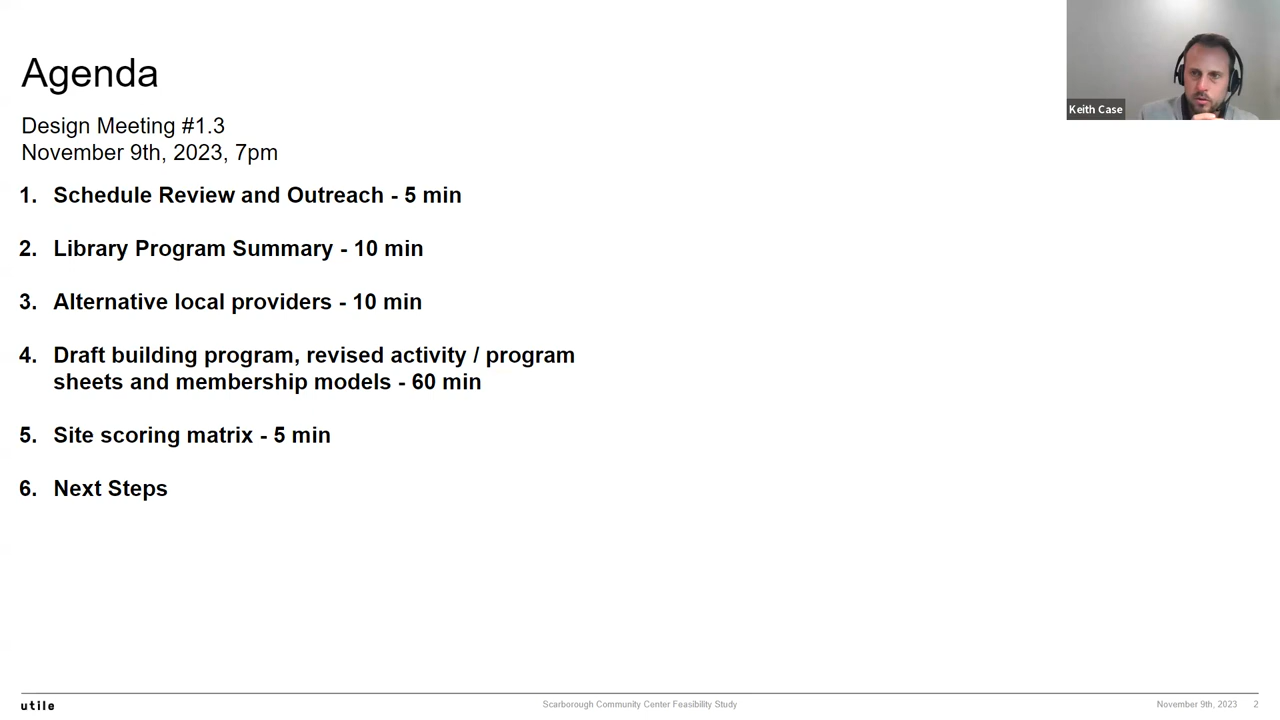 Agenda
Keith Case
Design Meeting #1.3
November 9th, 2023, 7pm
1. Schedule Review and Outreach - 5 min
2. Library Program Summary - 10 min
3. Alternative local providers - 10 min
4. Draft building program, revised activity / program
sheets and membership models - 60 min
5. Site scoring matrix - 5 min
6. Next Steps
utile
Scarborough Community Center Feasibility Study
November 9th, 2023 2